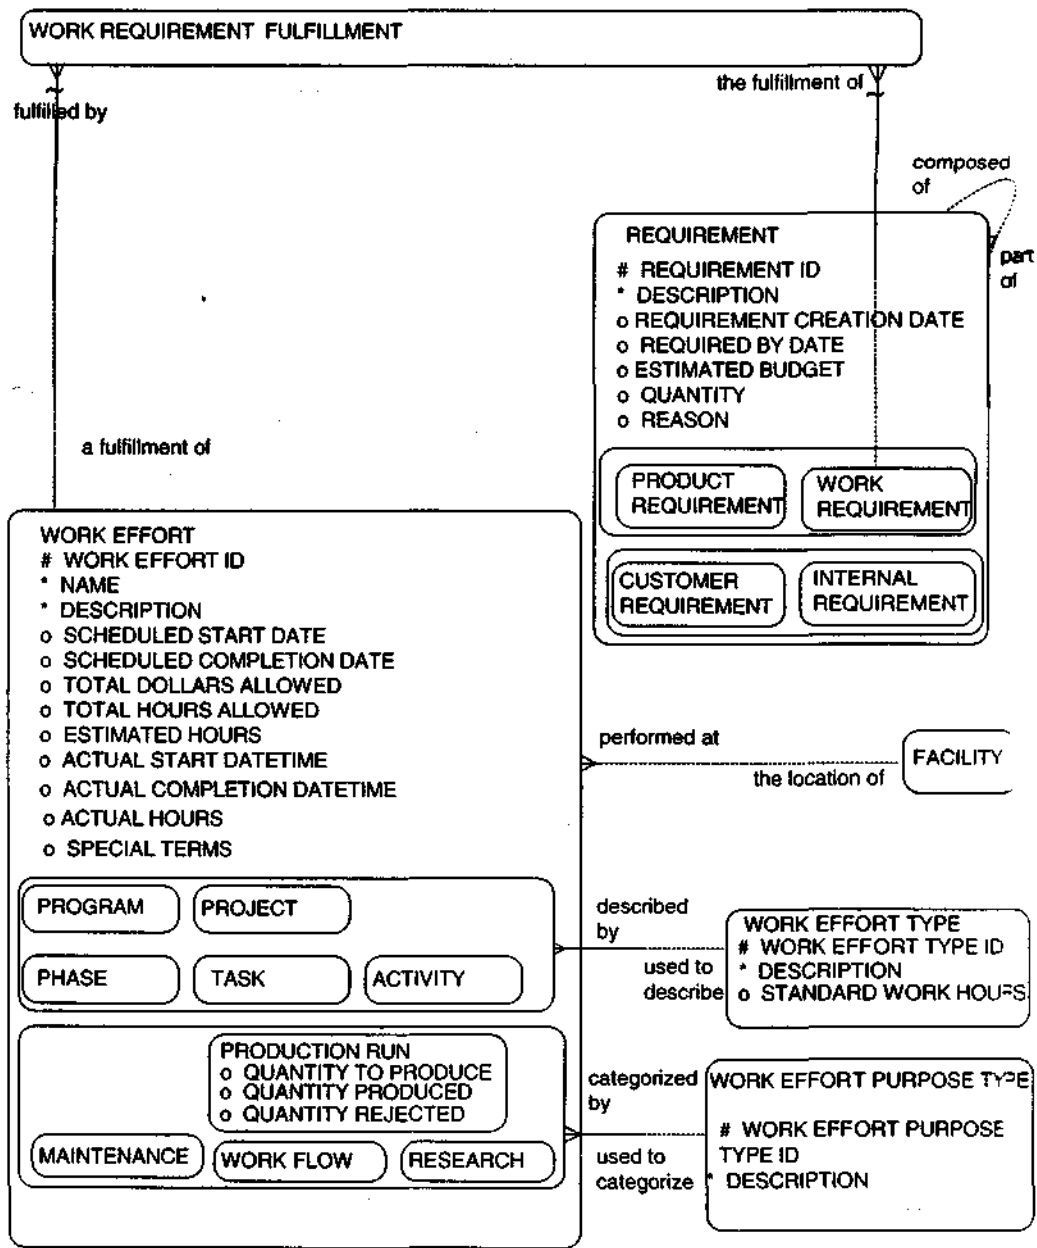 WORK REQUIREMENT FULFILLMENT
fulfilled by
the fulfillment of
composed
of
part
of
REQUIREMENT
# REQUIREMENT ID
* DESCRIPTION
o REQUIREMENT CREATION DATE
o REQUIRED BY DATE
o ESTIMATED BUDGET
o QUANTITY
o REASON
PRODUCT
REQUIREMENT
WORK
REQUIREMENT
CUSTOMER
REQUIREMENT
INTERNAL
REQUIREMENT
a fulfillment of
WORK EFFORT
# WORK EFFORT ID
* NAME
* DESCRIPTION
o SCHEDULED START DATE
o SCHEDULED COMPLETION DATE
o TOTAL DOLLARS ALLOWED
o TOTAL HOURS ALLOWED
o ESTIMATED HOURS
o ACTUAL START DATETIME
o ACTUAL COMPLETION DATETIME
o ACTUAL HOURS
o SPECIAL TERMS
performed at
the location of
FACILITY
PROGRAM
PROJECT
PHASE
TASK
ACTIVITY
described
by
used to
describe
WORK EFFORT TYPE
# WORK EFFORT TYPE ID
* DESCRIPTION
o STANDARD WORK HOURS
PRODUCTION RUN
o QUANTITY TO PRODUCE
o QUANTITY PRODUCED
o QUANTITY REJECTED
MAINTENANCE
WORK FLOW
RESEARCH
categorized
by
used to
categorize
WORK EFFORT PURPOSE TYPE
# WORK EFFORT PURPOSE
TYPE ID
* DESCRIPTION